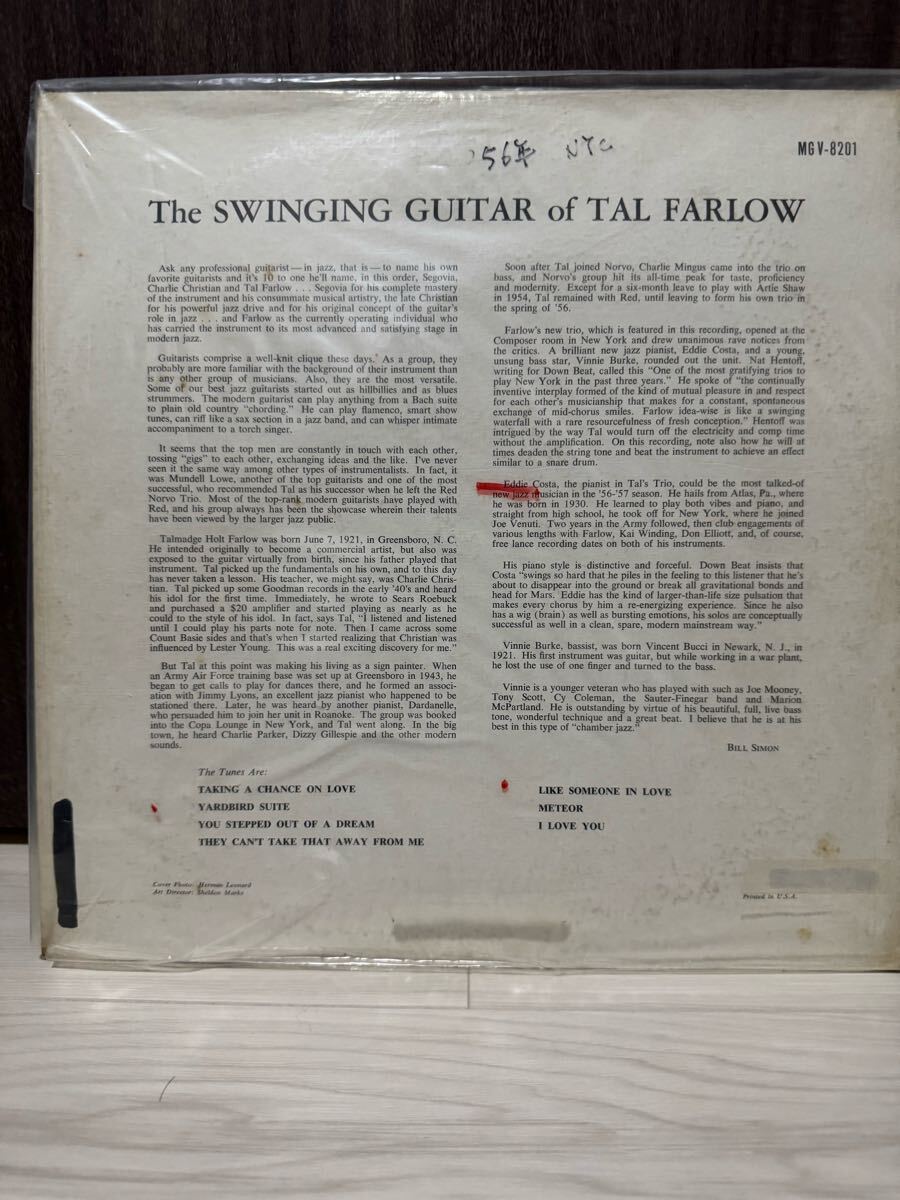 '56年 NYC
MG V-8201
The SWINGING GUITAR of TAL FARLOW
Ask any professional guitarist — in jazz, that is — to name his own
favorite guitarists and it's 10 to one he'll name, in this order, Segovia,
Charlie Christian and Tal Farlow . . . Segovia for his complete mastery
of the instrument and his consummate musical artistry, the late Christian
for his powerful jazz drive and for his original concept of the guitar's
role in jazz . . . and Farlow as the currently operating individual who
has carried the instrument to its most advanced and satisfying stage in
modern jazz.
Guitarists comprise a well-knit clique these days. As a group, they
probably are more familiar with the background of their instrument than
is any other group of musicians. Also, they are the most versatile.
Some of our best jazz guitarists started out as hillbillies and as blues
strummers. The modern guitarist can play anything from a Bach suite
to plain old country "chording." He can play flamenco, smart show
tunes, can riff like a sax section in a jazz band, and can whisper intimate
accompaniment to a torch singer.
It seems that the top men are constantly in touch with each other,
tossing "gigs" to each other, exchanging ideas and the like. I've never
seen it the same way among other types of instrumentalists. In fact, it
was Mundell Lowe, another of the top guitarists and one of the most
successful, who recommended Tal as his successor when he left the Red
Norvo Trio. Most of the top-rank modern guitarists have played with
Red, and his group always has been the showcase wherein their talents
have been viewed by the larger jazz public.
Talmadge Holt Farlow was born June 7, 1921, in Greensboro, N. C.
He intended originally to become a commercial artist, but also was
exposed to the guitar virtually from birth, since his father played that
instrument. Tal picked up the fundamentals on his own, and to this day
has never taken a lesson. His teacher, we might say, was Charlie Chris-
tian. Tal picked up some Goodman records in the early '40's and heard
his idol for the first time. Immediately, he wrote to Sears Roebuck
and purchased a $20 amplifier and started playing as nearly as he
could to the style of his idol. In fact, says Tal, "I listened and listened
until I could play his parts note for note. Then I came across some
Count Basie sides and that's when I started realizing that Christian was
influenced by Lester Young. This was a real exciting discovery for me."
But Tal at this point was making his living as a sign painter. When
an Army Air Force training base was set up at Greensboro in 1943, he
began to get calls to play for dances there, and he formed an associ-
ation with Jimmy Lyons, an excellent jazz pianist who happened to be
stationed there. Later, he was heard by another pianist, Dardanelle,
who persuaded him to join her unit in Roanoke. The group was booked
into the Copa Lounge in New York, and Tal went along. In the big
town, he heard Charlie Parker, Dizzy Gillespie and the other modern
sounds.
Soon after Tal joined Norvo, Charlie Mingus came into the trio on
bass, and Norvo's group hit its all-time peak for taste, proficiency
and modernity. Except for a six-month leave to play with Artie Shaw
in 1954, Tal remained with Red, until leaving to form his own trio in
the spring of '56.
Farlow's new trio, which is featured in this recording, opened at the
Composer room in New York and drew unanimous rave notices from
the critics. A brilliant new jazz pianist, Eddie Costa, and a young,
unsung bass star, Vinnie Burke, rounded out the unit. Nat Hentoff,
writing for Down Beat, called this "One of the most gratifying trios to
play New York in the past three years." He spoke of "the continually
inventive interplay formed of the kind of mutual pleasure in and respect
for each other's musicianship that makes for a constant, spontaneous
exchange of mid-chorus smiles. Farlow idea-wise is like a swinging
waterfall with a rare resourcefulness of fresh conception." Hentoff was
intrigued by the way Tal would turn off the electricity and comp time
without the amplification. On this recording, note also how he will at
times deaden the string tone and beat the instrument to achieve an effect
similar to a snare drum.
Eddie Costa, the pianist in Tal's Trio, could be the most talked-of
new jazz musician in the '56-'57 season. He hails from Atlas, Pa., where
he was born in 1930. He learned to play both vibes and piano, and
straight from high school, he took off for New York, where he joined
Joe Venuti. Two years in the Army followed, then club engagements of
various lengths with Farlow, Kai Winding, Don Elliott, and, of course,
free lance recording dates on both of his instruments.
His piano style is distinctive and forceful. Down Beat insists that
Costa "swings so hard that he piles in the feeling to this listener that he's
about to disappear into the ground or break all gravitational bonds and
head for Mars. Eddie has the kind of larger-than-life size pulsation that
makes every chorus by him a re-energizing experience. Since he also
has a wig (brain) as well as bursting emotions, his solos are conceptually
successful as well in a clean, spare, modern mainstream way."
Vinnie Burke, bassist, was born Vincent Bucci in Newark, N. J., in
1921. His first instrument was guitar, but while working in a war plant,
he lost the use of one finger and turned to the bass.
Vinnie is a younger veteran who has played with such as Joe Mooney,
Tony Scott, Cy Coleman, the Sauter-Finegar band and Marion
McPartland. He is outstanding by virtue of his beautiful, full, live bass
tone, wonderful technique and a great beat. I believe that he is at his
best in this type of "chamber jazz."
BILL SIMON
The Tunes Are:
TAKING A CHANCE ON LOVE
YARDBIRD SUITE
YOU STEPPED OUT OF A DREAM
THEY CAN'T TAKE THAT AWAY FROM ME
LIKE SOMEONE IN LOVE
METEOR
I LOVE YOU
Cover Photo: Herman Leonard
Art Director: Sheldon Marks
Printed in U.S.A.